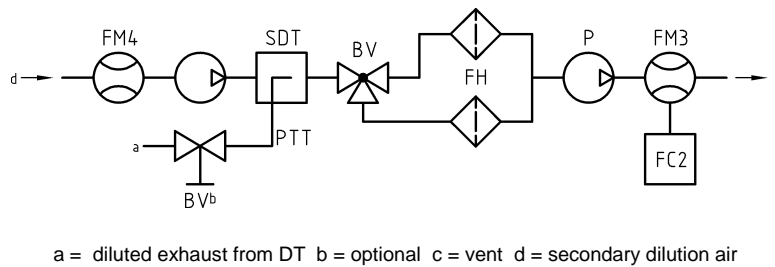 SDT
BV
P
FM4
FM3
d
FH
a
PTT
FC2
BVᵇ
a = diluted exhaust from DT b = optional c = vent d = secondary dilution air